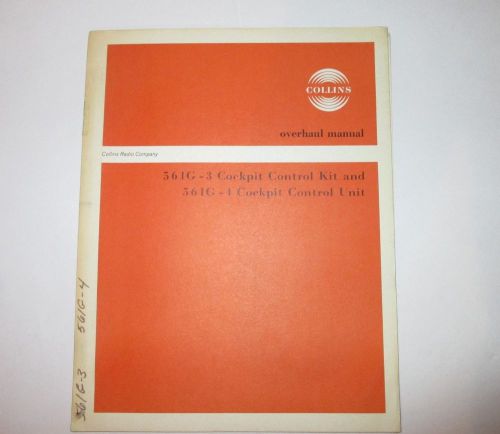 COLLINS
overhaul manual
Collins Radio Company
561G-3 Cockpit Control Kit and
561G-4 Cockpit Control Unit
561G-3 561G-4